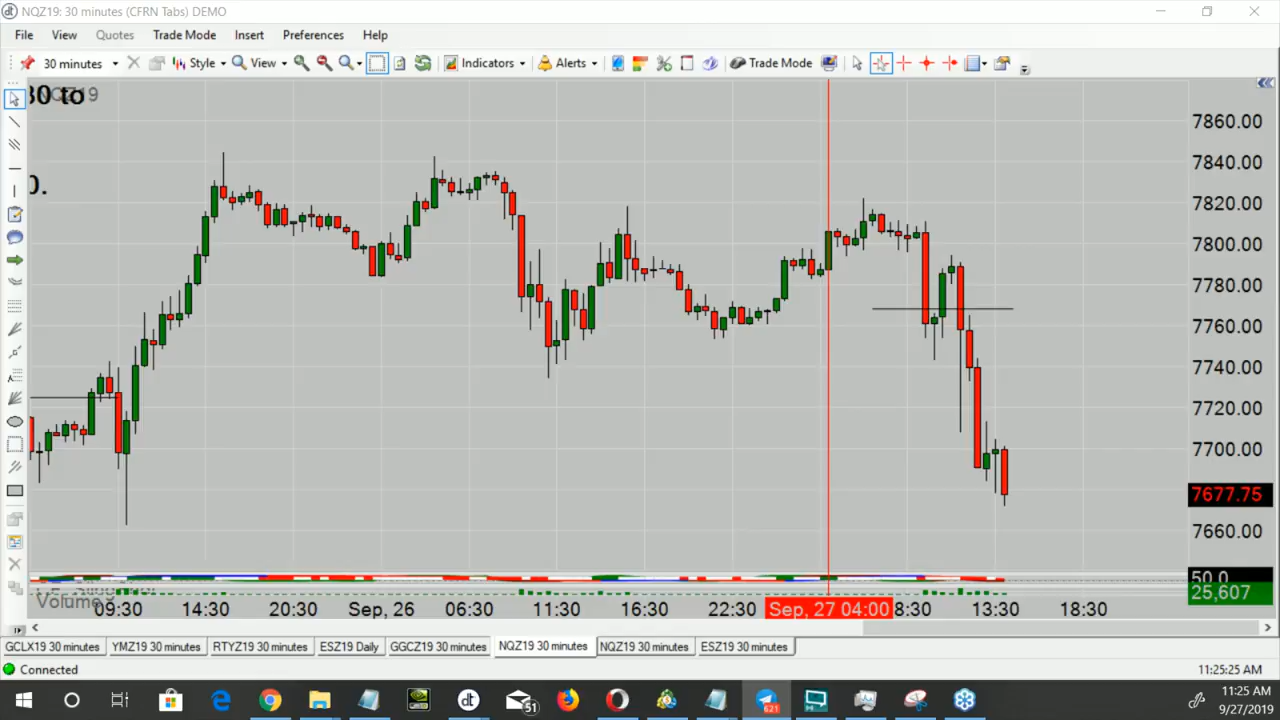 NQZ19: 30 minutes (CFRN Tabs) DEMO
File View Quotes Trade Mode Insert Preferences Help
30 minutes Style View Indicators Alerts Trade Mode
30 to
NQZ19
0.
7860.00
7840.00
7820.00
7800.00
7780.00
7760.00
7740.00
7720.00
7700.00
7677.75
7660.00
50.0
25,607
Volume
09:30 14:30 20:30 Sep, 26 06:30 11:30 16:30 22:30 Sep, 27 04:00 8:30 13:30 18:30
GCLX19 30 minutes YMZ19 30 minutes RTYZ19 30 minutes ESZ19 Daily GGCZ19 30 minutes NQZ19 30 minutes NQZ19 30 minutes ESZ19 30 minutes
Connected 11:25:25 AM
dt 51 621 11:25 AM
9/27/2019